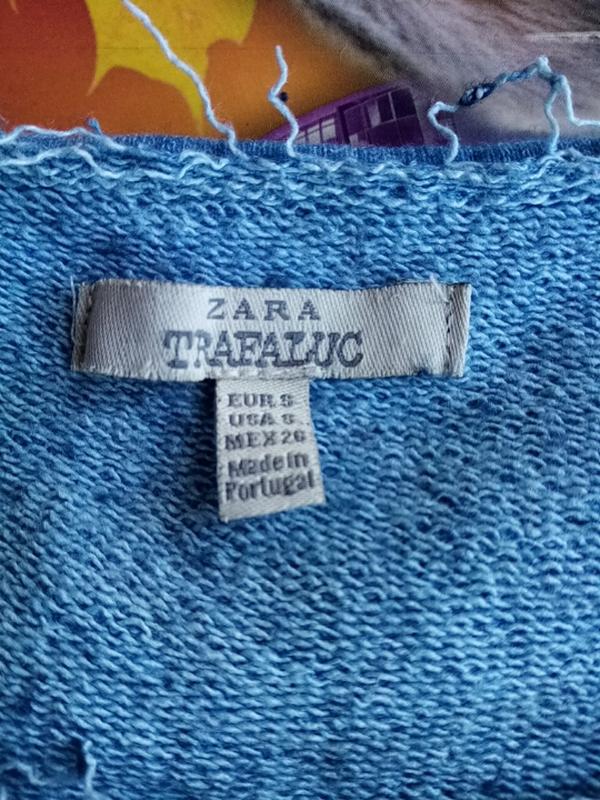 ZARA
TRAFALUC
EUR S
USA S
MEX 26
Made in
Portugal